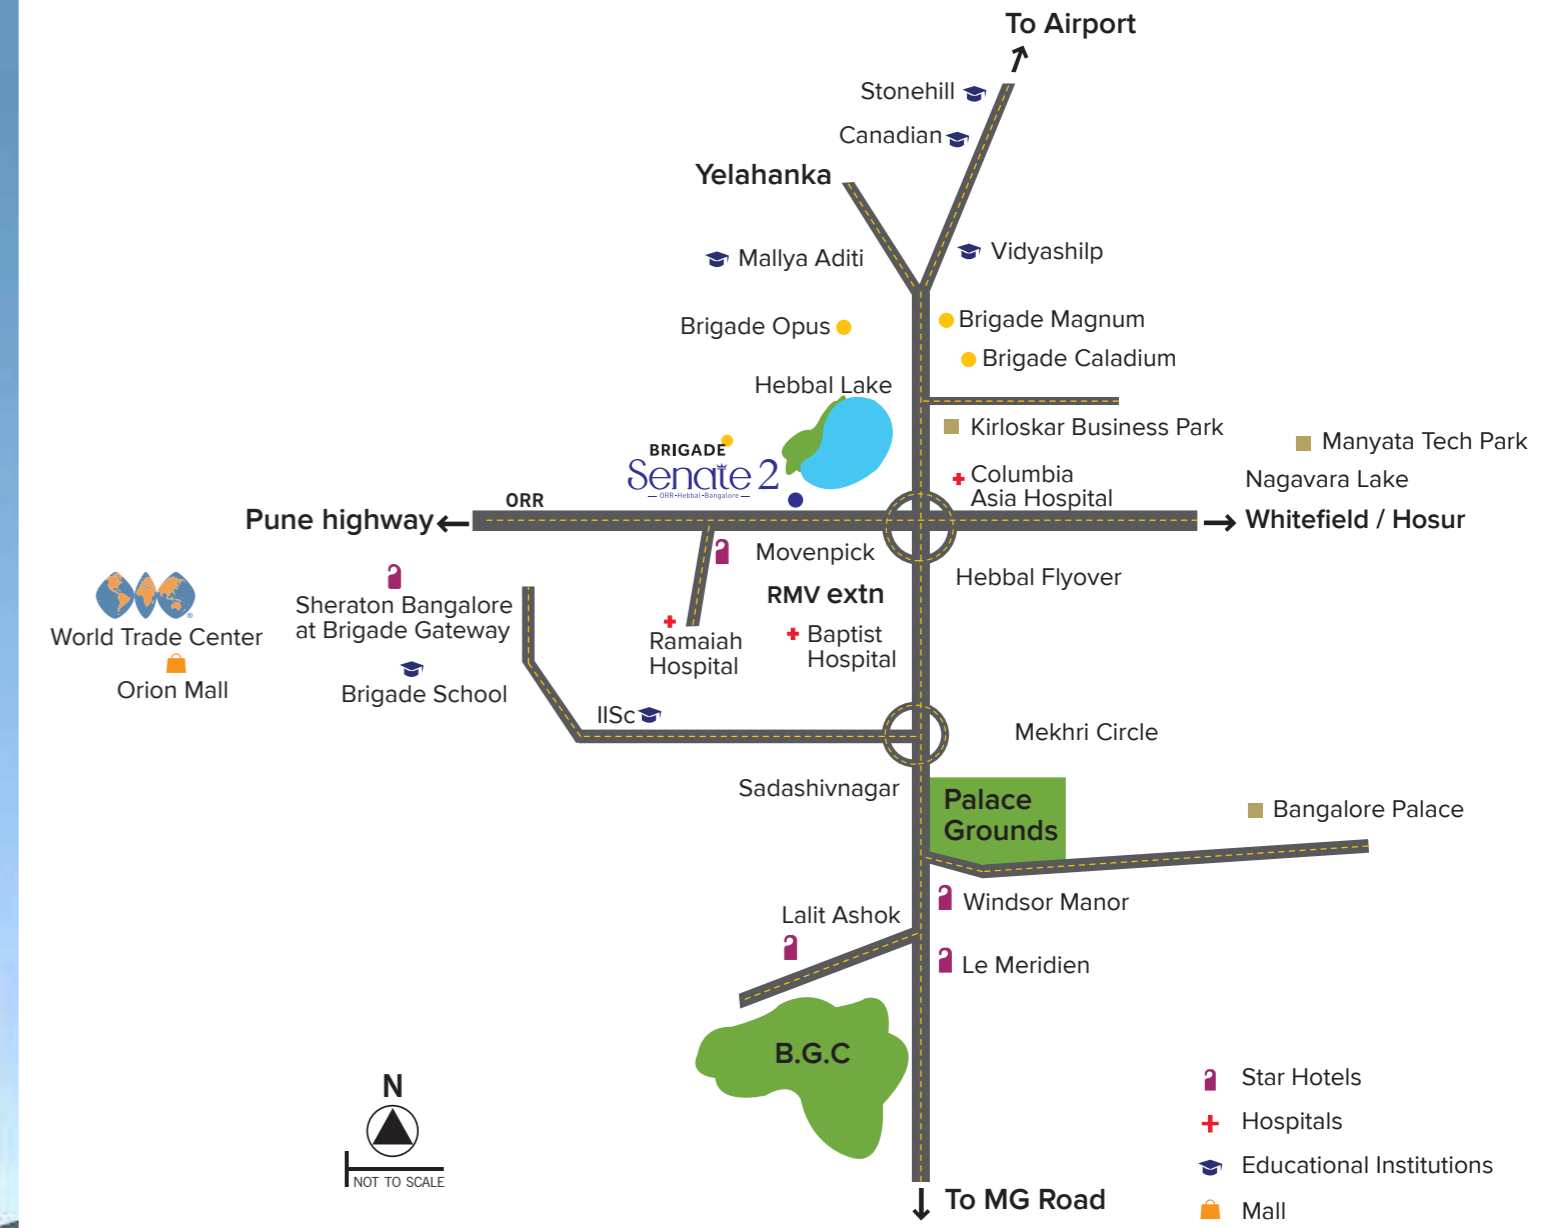 To Airport
Stonehill
Canadian
Yelahanka
Mallya Aditi
Vidyashilp
Brigade Opus
Brigade Magnum
Brigade Caladium
Hebbal Lake
Kirloskar Business Park
Manyata Tech Park
BRIGADE
Senate 2
ORR•Hebbal•Bangalore
Columbia
Asia Hospital
Nagavara Lake
ORR
Pune highway
Whitefield / Hosur
Movenpick
Hebbal Flyover
RMV extn
Sheraton Bangalore
at Brigade Gateway
World Trade Center
Ramaiah
Hospital
Baptist
Hospital
Orion Mall
Brigade School
IISc
Mekhri Circle
Sadashivnagar
Palace
Grounds
Bangalore Palace
Windsor Manor
Lalit Ashok
Le Meridien
B.G.C
N
NOT TO SCALE
Star Hotels
Hospitals
Educational Institutions
Mall
To MG Road